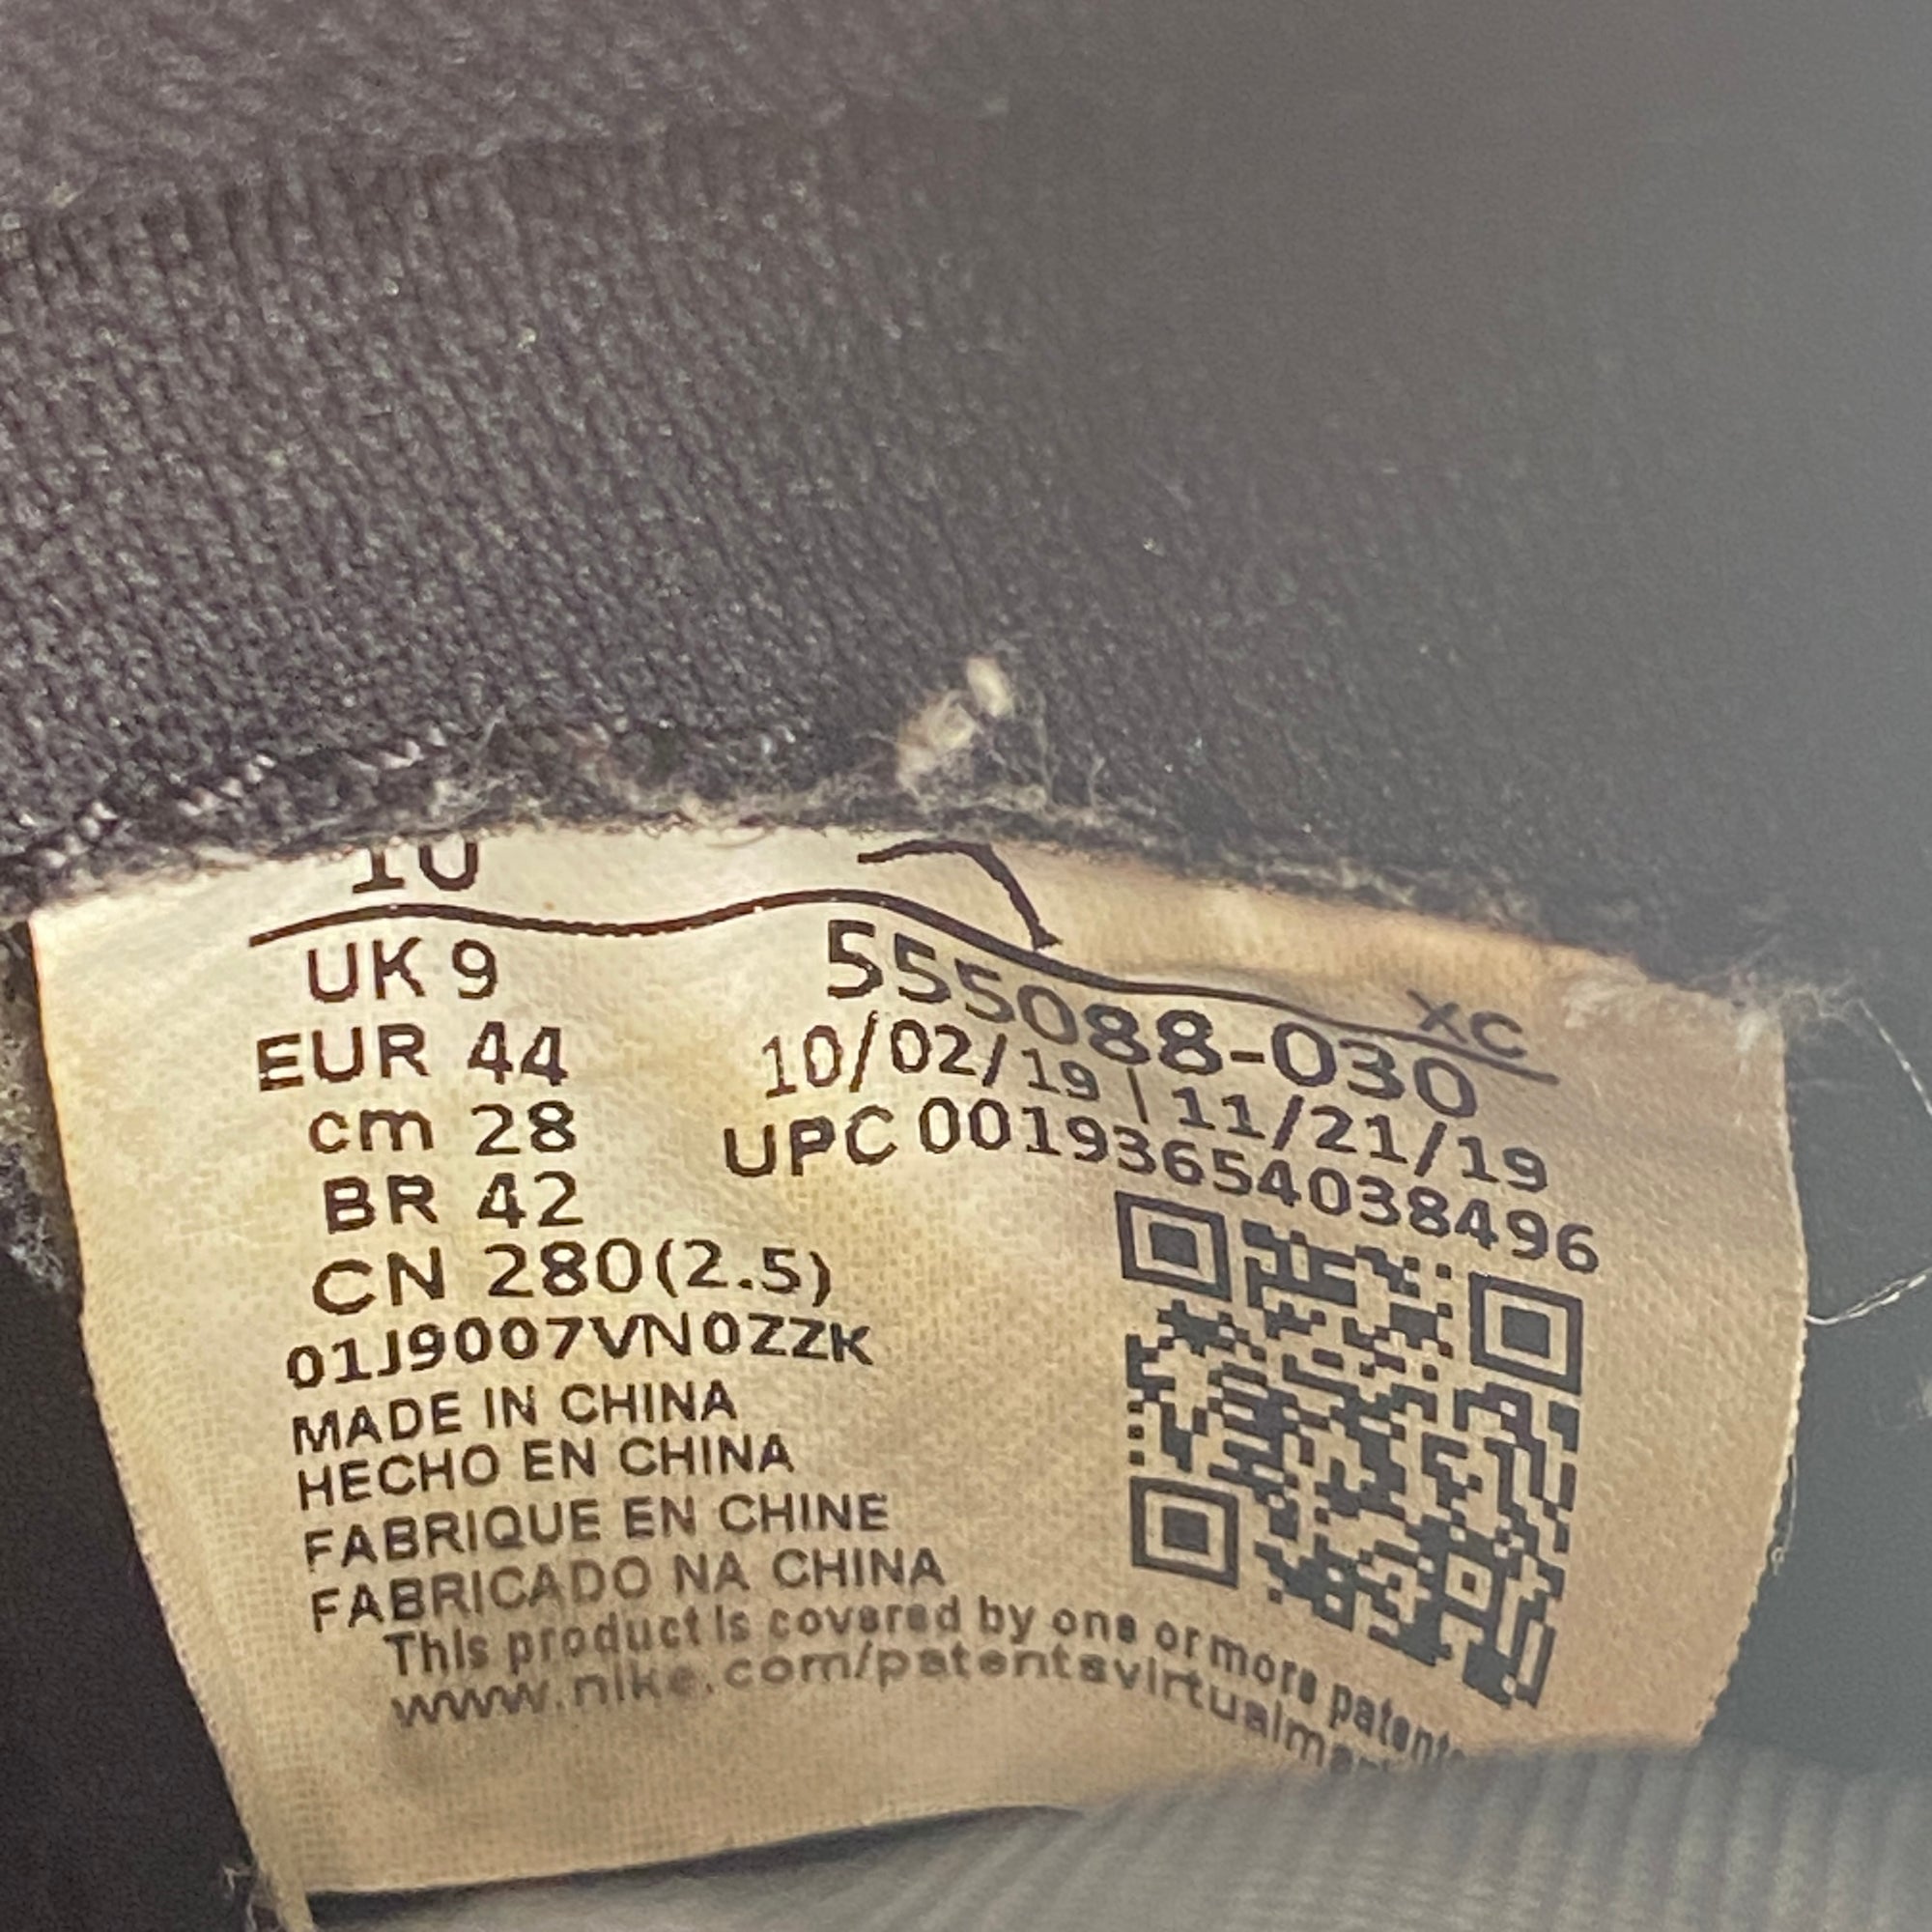 10
XC
UK 9
555088-030
EUR 44
10/02/19 | 11/21/19
cm 28
UPC 00193654038496
BR 42
CN 280(2.5)
01J9007VN0ZZK
MADE IN CHINA
HECHO EN CHINA
FABRIQUE EN CHINE
FABRICADO NA CHINA
This product is covered by one or more patents
www.nike.com/patentsvirtualmar